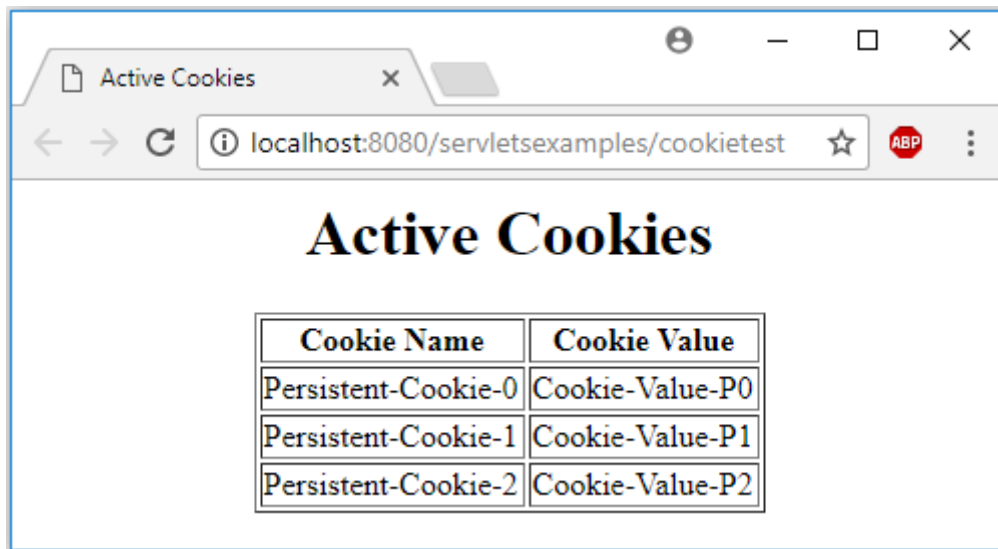 Active Cookies
localhost:8080/servletsexamples/cookietest
ABP
Active Cookies
Cookie Name Cookie Value
Persistent-Cookie-0 Cookie-Value-P0
Persistent-Cookie-1 Cookie-Value-P1
Persistent-Cookie-2 Cookie-Value-P2